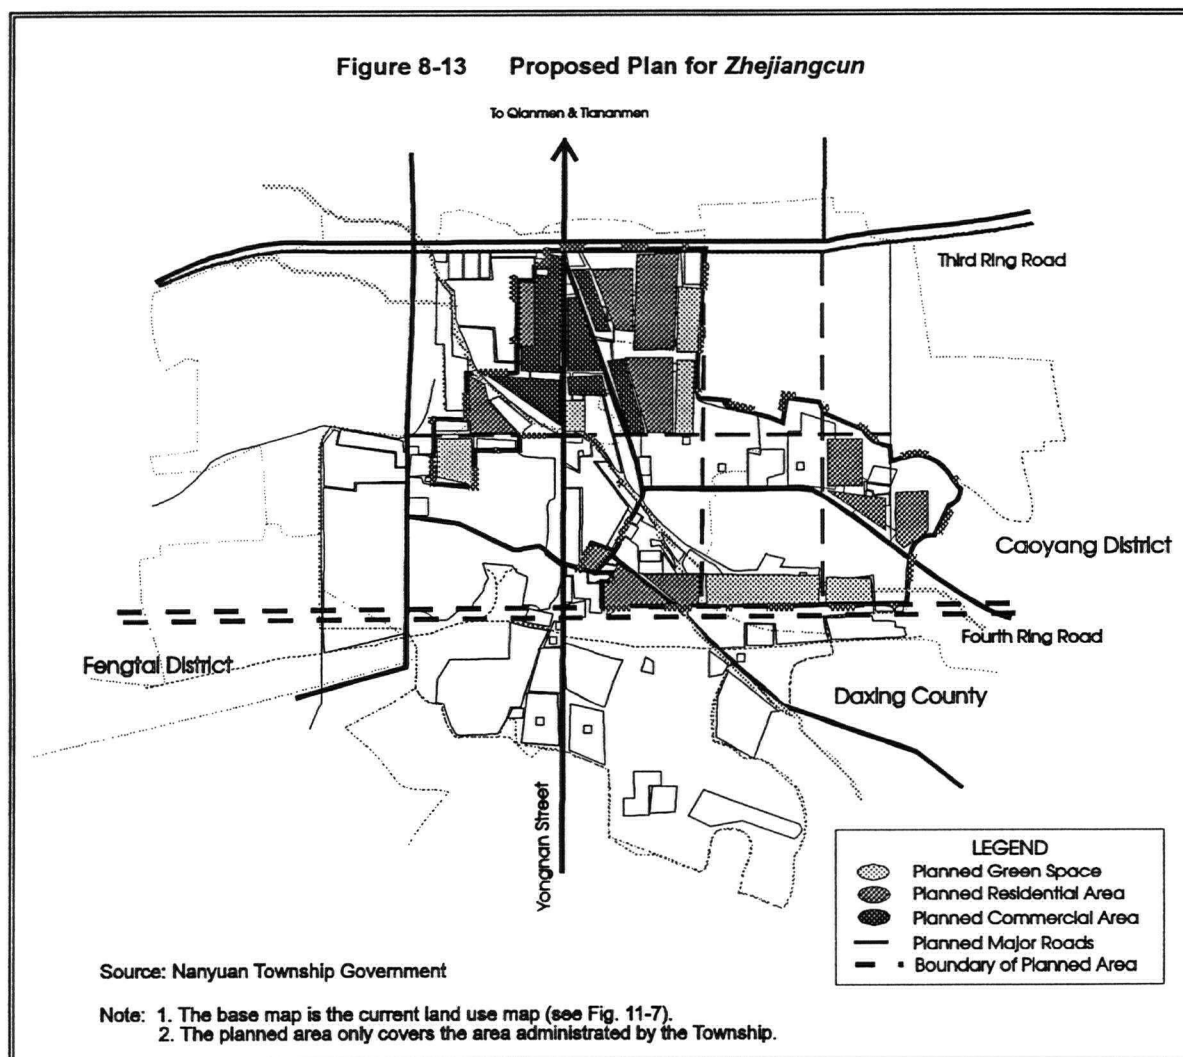 Figure 8-13 Proposed Plan for Zhejiangcun
To Qianmen & Tiananmen
Third Ring Road
Caoyang District
Fourth Ring Road
Fengtai District
Daxing County
Yongnan Street
LEGEND
Planned Green Space
Planned Residential Area
Planned Commercial Area
Planned Major Roads
Boundary of Planned Area
Source: Nanyuan Township Government
Note: 1. The base map is the current land use map (see Fig. 11-7).
2. The planned area only covers the area administrated by the Township.